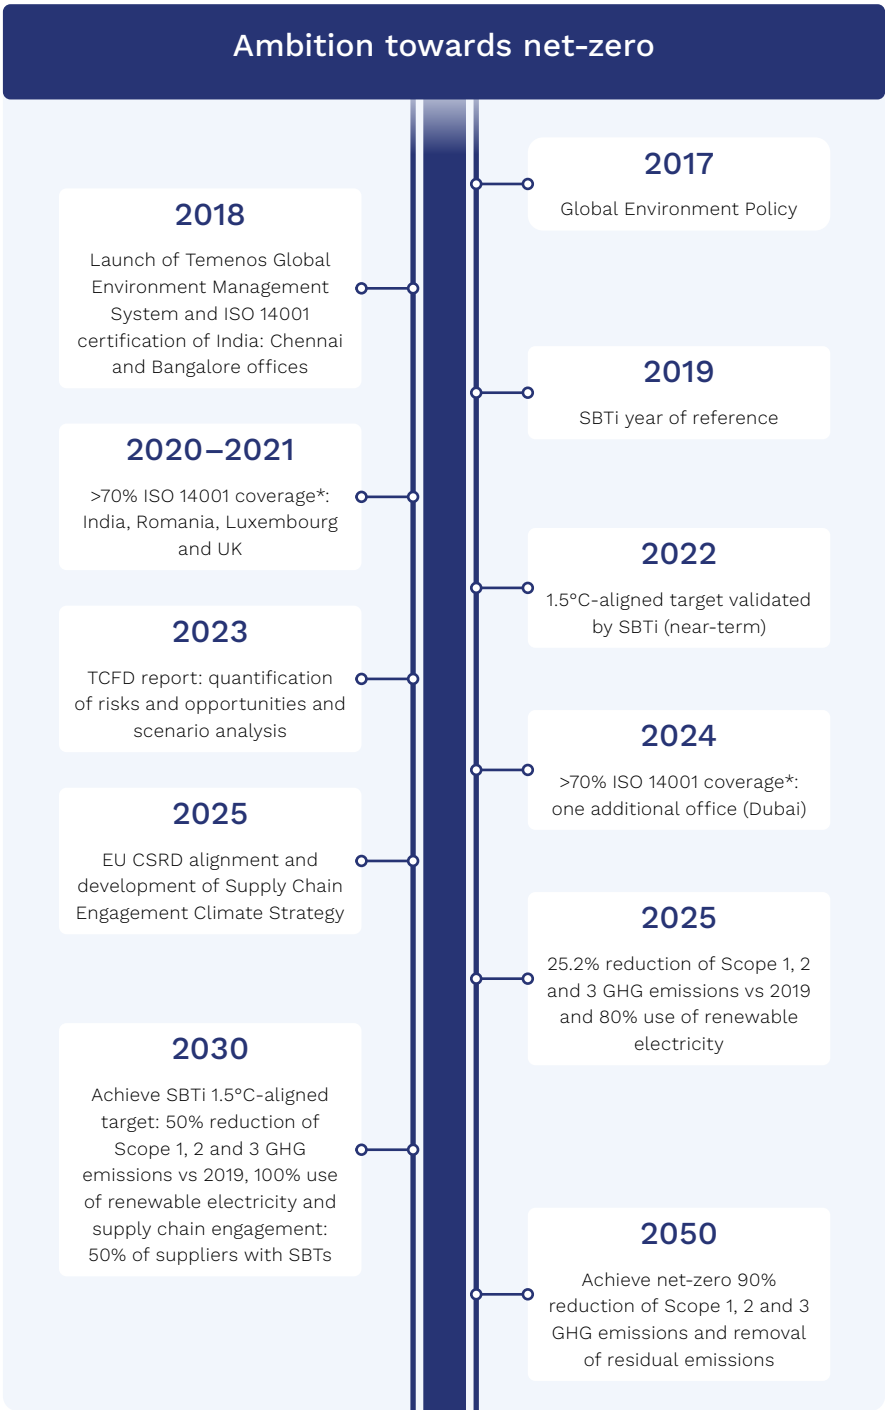 Ambition towards net-zero
2017
Global Environment Policy
2018
Launch of Temenos Global
Environment Management
System and ISO 14001
certification of India: Chennai
and Bangalore offices
2019
SBTi year of reference
2020–2021
>70% ISO 14001 coverage*:
India, Romania, Luxembourg
and UK
2022
1.5°C-aligned target validated
by SBTi (near-term)
2023
TCFD report: quantification
of risks and opportunities and
scenario analysis
2024
>70% ISO 14001 coverage*:
one additional office (Dubai)
2025
EU CSRD alignment and
development of Supply Chain
Engagement Climate Strategy
2025
25.2% reduction of Scope 1, 2
and 3 GHG emissions vs 2019
and 80% use of renewable
electricity
2030
Achieve SBTi 1.5°C-aligned
target: 50% reduction of
Scope 1, 2 and 3 GHG
emissions vs 2019, 100% use
of renewable electricity and
supply chain engagement:
50% of suppliers with SBTs
2050
Achieve net-zero 90%
reduction of Scope 1, 2 and 3
GHG emissions and removal
of residual emissions